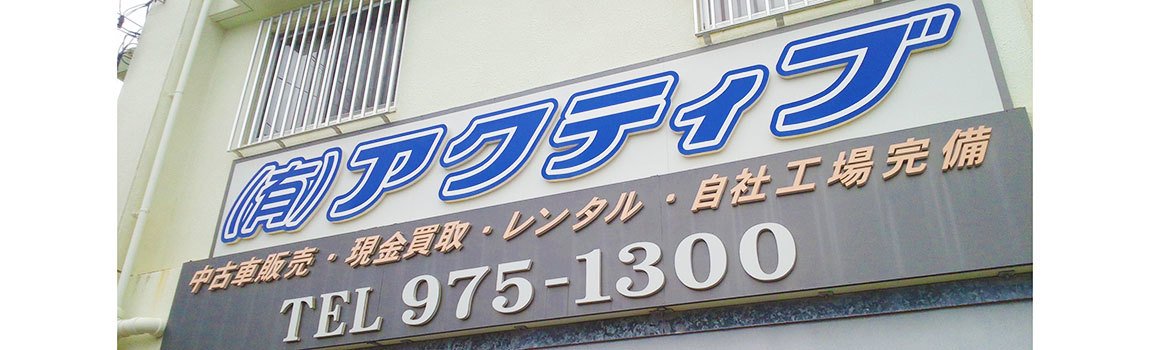 (有)アクティブ
中古車販売・現金買取・レンタル・自社工場完備
TEL 975-1300